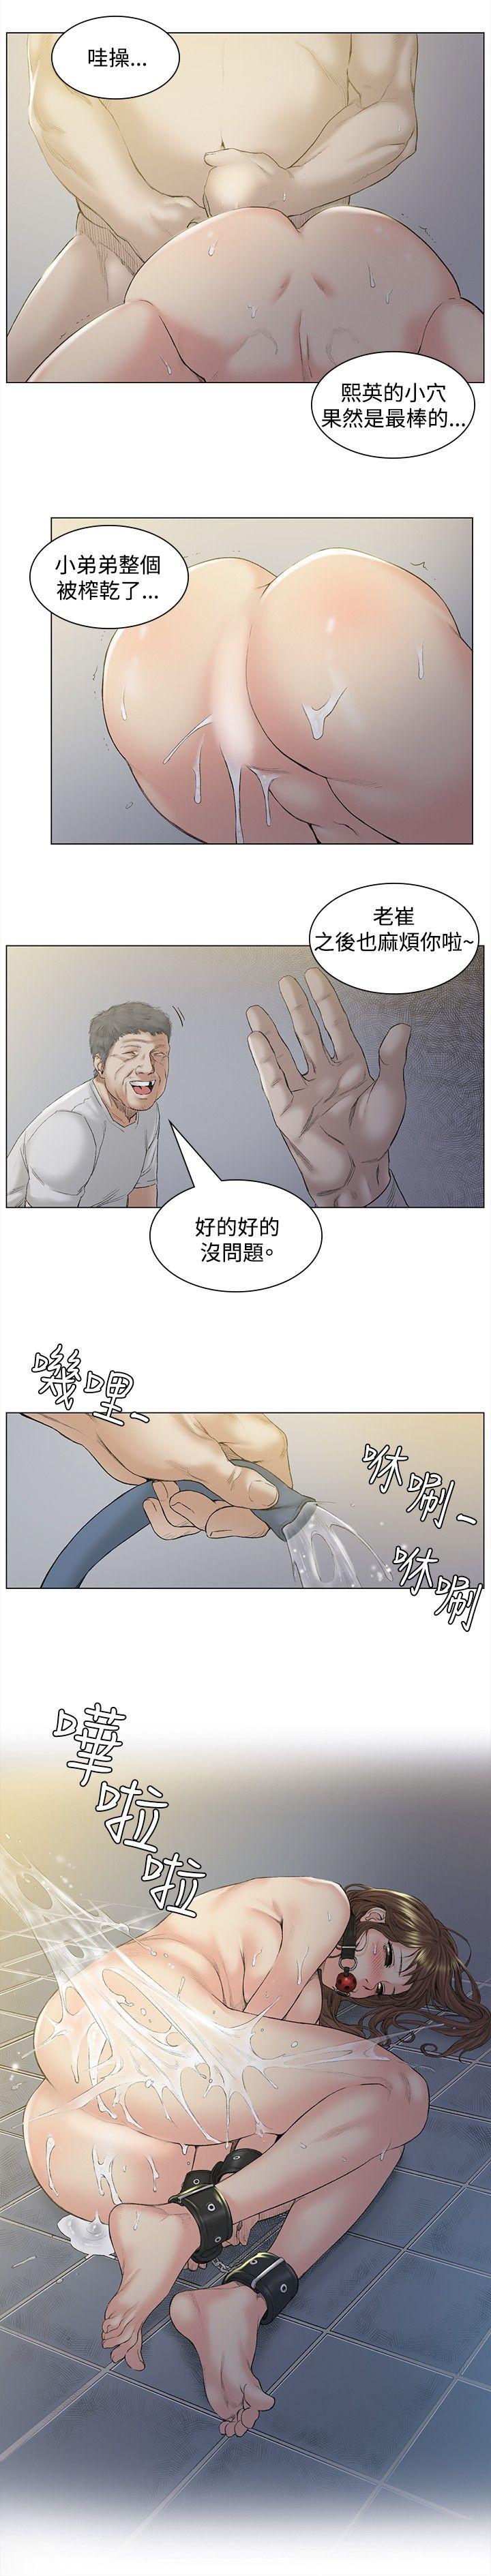 哇操...
熙英的小穴
果然是最棒的...
小弟弟整個
被榨乾了...
老崔
之後也麻煩你啦~
好的好的
沒問題。
嘰哩~
咻唰~
咻唰
嘩啦啦